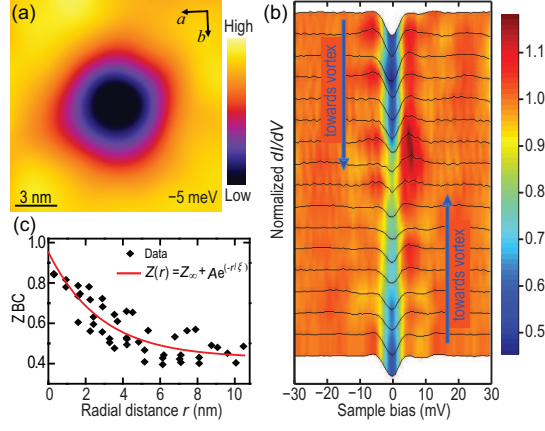 (a)
a
b
High
Low
3 nm
−5 meV
(b)
Normalized dI/dV
towards vortex
towards vortex
1.1
1.0
0.9
0.8
0.7
0.6
0.5
−30 −20 −10 0 10 20 30
Sample bias (mV)
(c)
ZBC
1.0
0.8
0.6
0.4
Data
Z(r) = Z∞ + Ae(-r/ξ)
0 2 4 6 8 10
Radial distance r (nm)